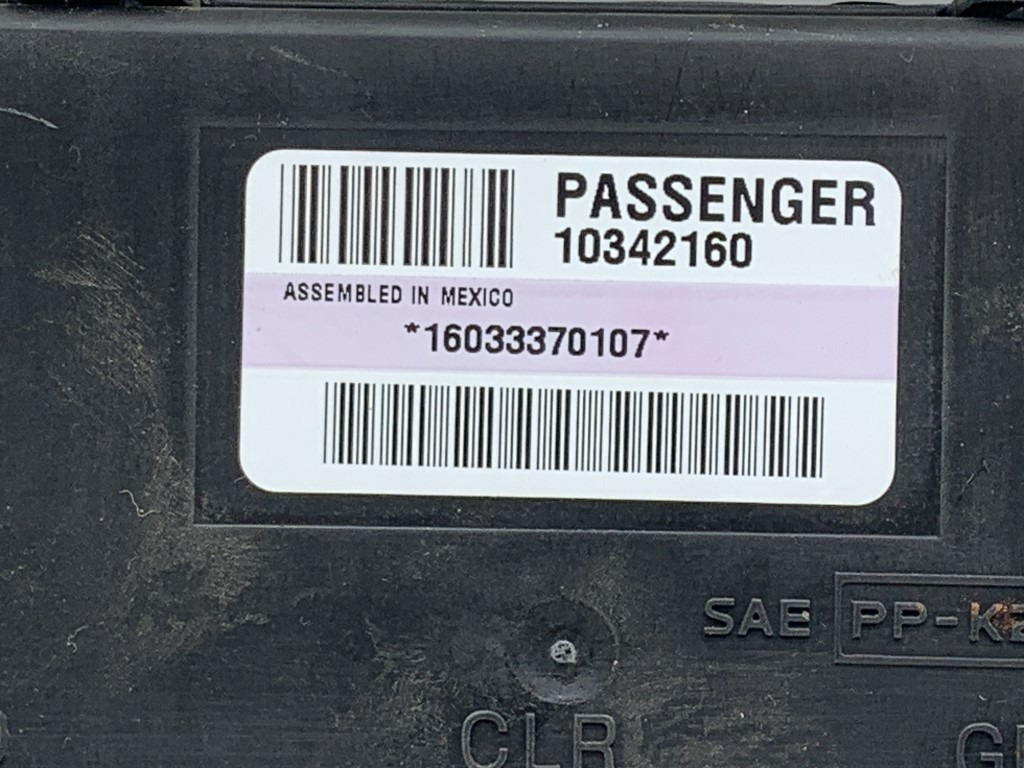 PASSENGER
10342160
ASSEMBLED IN MEXICO
*16033370107*
SAE
CLR